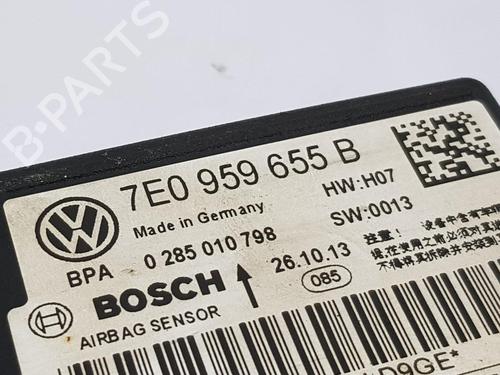 B-PARTS
7E0 959 655 B
Made in Germany
HW:H07
BPA
0 285 010 798
SW:0013
BOSCH
26.10.13
085
AIRBAG SENSOR
注意!
D9GE*